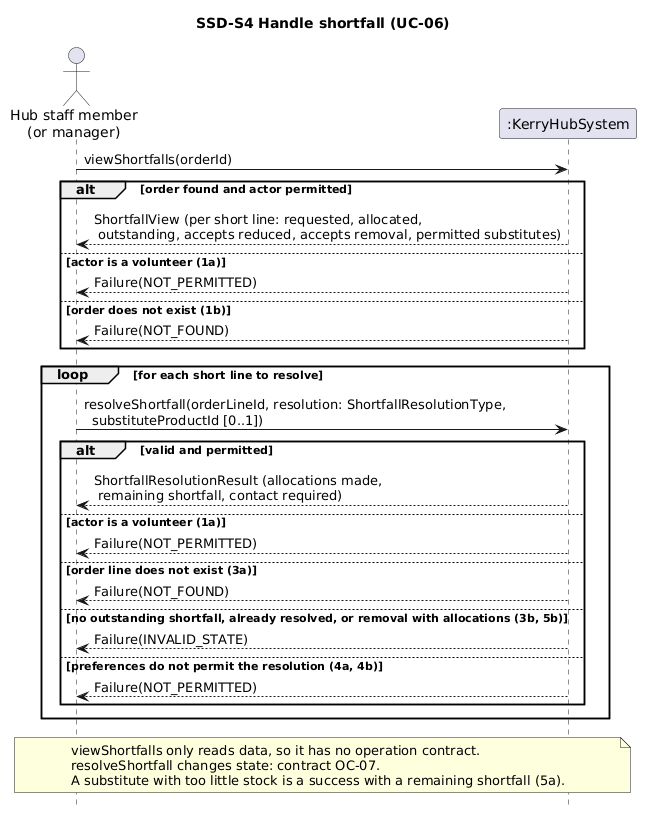 SSD-S4 Handle shortfall (UC-06)
Hub staff member
(or manager)
:KerryHubSystem
viewShortfalls(orderId)
alt [order found and actor permitted]
ShortfallView (per short line: requested, allocated,
outstanding, accepts reduced, accepts removal, permitted substitutes)
[actor is a volunteer (1a)]
Failure(NOT_PERMITTED)
[order does not exist (1b)]
Failure(NOT_FOUND)
loop [for each short line to resolve]
resolveShortfall(orderLineId, resolution: ShortfallResolutionType,
substituteProductId [0..1])
alt [valid and permitted]
ShortfallResolutionResult (allocations made,
remaining shortfall, contact required)
[actor is a volunteer (1a)]
Failure(NOT_PERMITTED)
[order line does not exist (3a)]
Failure(NOT_FOUND)
[no outstanding shortfall, already resolved, or removal with allocations (3b, 5b)]
Failure(INVALID_STATE)
[preferences do not permit the resolution (4a, 4b)]
Failure(NOT_PERMITTED)
viewShortfalls only reads data, so it has no operation contract.
resolveShortfall changes state: contract OC-07.
A substitute with too little stock is a success with a remaining shortfall (5a).